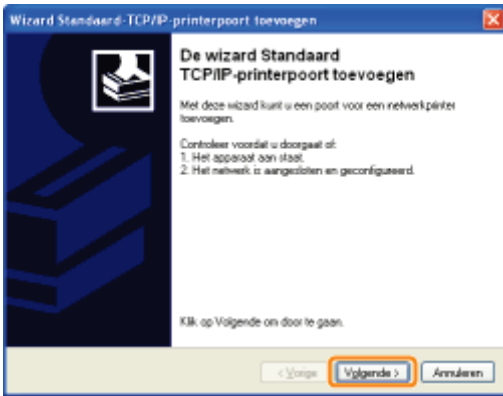 Wizard Standaard-TCP/IP-printerpoort toevoegen
De wizard Standaard
TCP/IP-printerpoort toevoegen
Met deze wizard kunt u een poort voor een netwerkprinter
toevoegen.
Controleer voordat u doorgaat of:
1. Het apparaat aan staat.
2. Het netwerk is aangesloten en geconfigureerd.
Klik op Volgende om door te gaan.
< Vorige Volgende > Annuleren